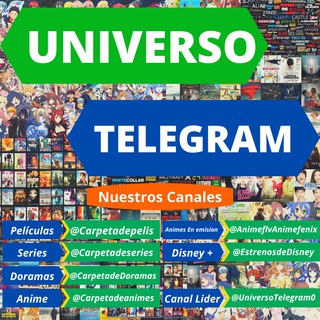 UNIVERSO
TELEGRAM
Nuestros Canales
Películas @Carpetadepelis
Series @Carpetadeseries
Doramas @CarpetadeDoramas
Anime @Carpetadeanimes
Animes En emision @AnimeflvAnimefenix
Disney + @EstrenosdeDisney
Canal Lider @UniversoTelegram0